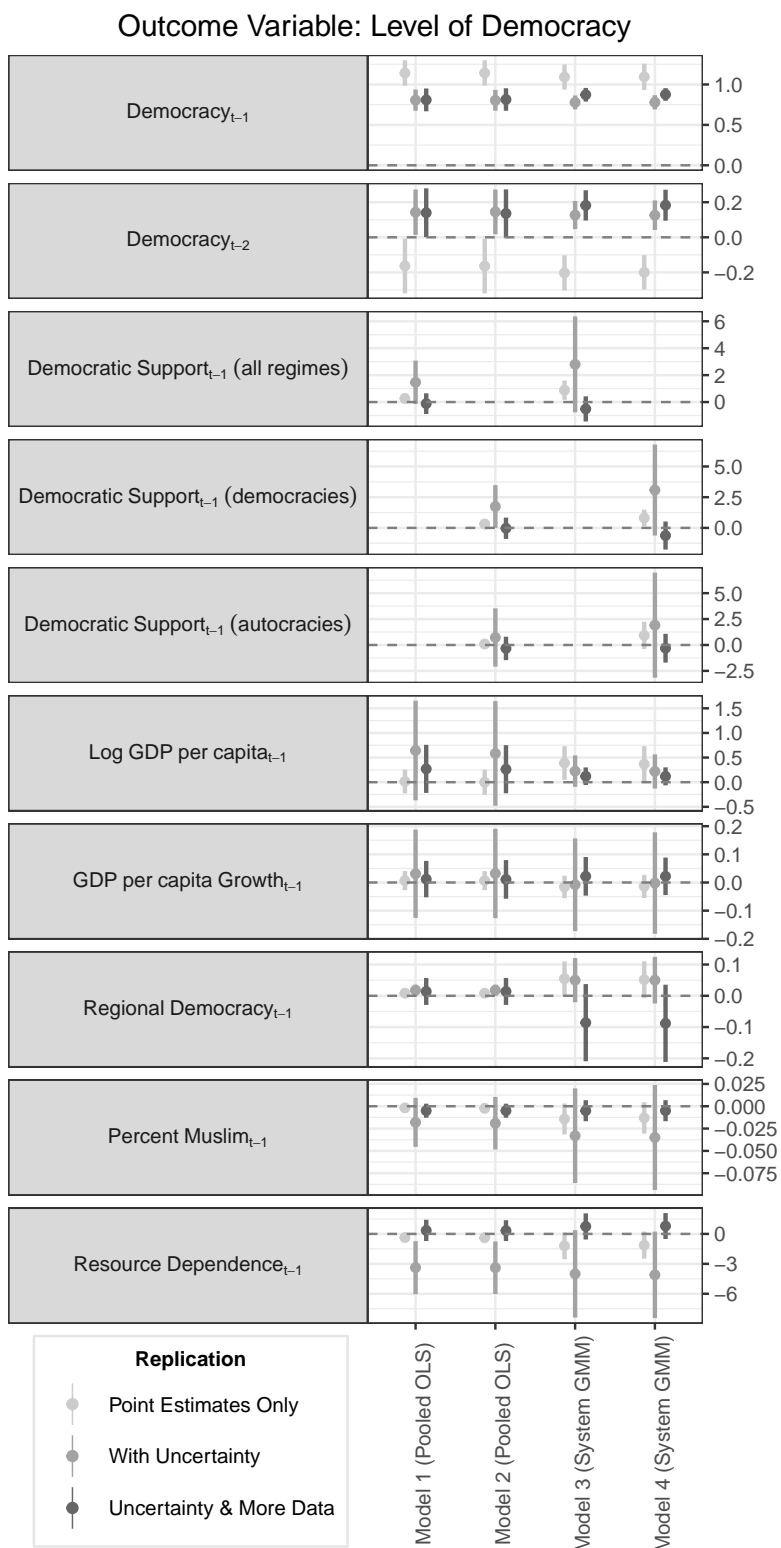 Outcome Variable: Level of Democracy
Democracy t−1
1.0
0.5
0.0
Democracy t−2
0.2
0.0
−0.2
Democratic Support t−1 (all regimes)
6
4
2
0
Democratic Support t−1 (democracies)
5.0
2.5
0.0
Democratic Support t−1 (autocracies)
5.0
2.5
0.0
−2.5
Log GDP per capita t−1
1.5
1.0
0.5
0.0
−0.5
GDP per capita Growth t−1
0.2
0.1
0.0
−0.1
−0.2
Regional Democracy t−1
0.1
0.0
−0.1
−0.2
Percent Muslim t−1
0.025
0.000
−0.025
−0.050
−0.075
Resource Dependence t−1
0
−3
−6
Model 1 (Pooled OLS)
Model 2 (Pooled OLS)
Model 3 (System GMM)
Model 4 (System GMM)
Replication
Point Estimates Only
With Uncertainty
Uncertainty & More Data